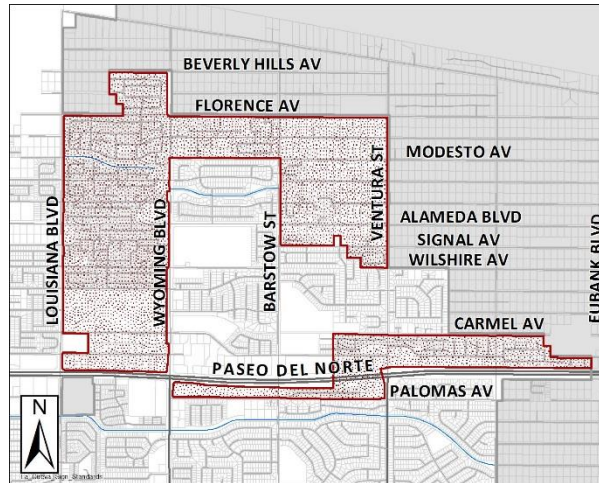 BEVERLY HILLS AV
FLORENCE AV
MODESTO AV
LOUISIANA BLVD
WYOMING BLVD
BARSTOW ST
VENTURA ST
ALAMEDA BLVD
SIGNAL AV
WILSHIRE AV
EUBANK BLVD
CARMEL AV
PASEO DEL NORTE
PALOMAS AV
N